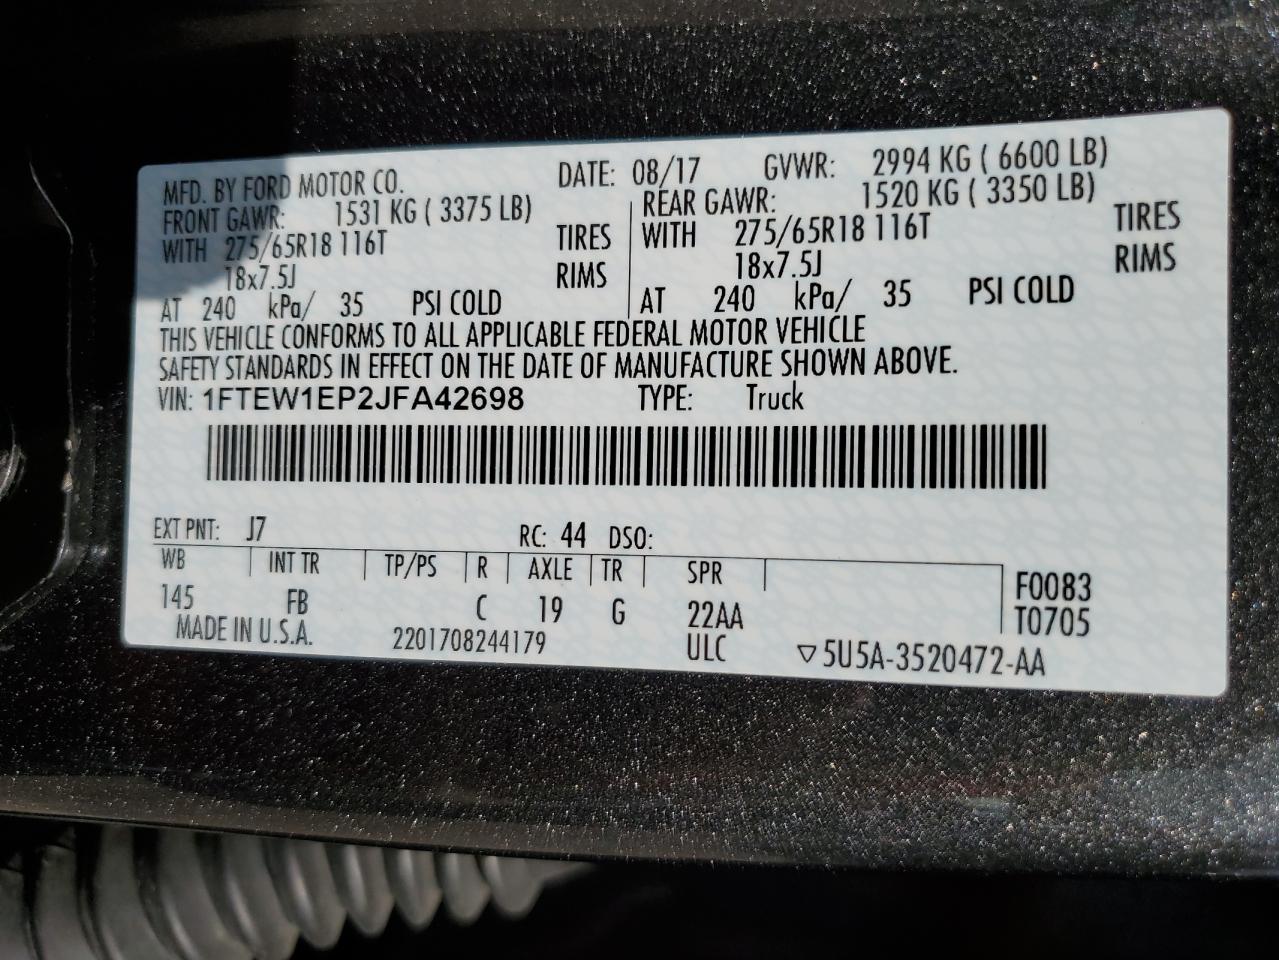 MFD. BY FORD MOTOR CO. DATE: 08/17 GVWR: 2994 KG ( 6600 LB)
FRONT GAWR: 1531 KG ( 3375 LB) REAR GAWR: 1520 KG ( 3350 LB)
WITH 275/65R18 116T TIRES WITH 275/65R18 116T TIRES
18x7.5J RIMS 18x7.5J RIMS
AT 240 kPa/ 35 PSI COLD AT 240 kPa/ 35 PSI COLD
THIS VEHICLE CONFORMS TO ALL APPLICABLE FEDERAL MOTOR VEHICLE
SAFETY STANDARDS IN EFFECT ON THE DATE OF MANUFACTURE SHOWN ABOVE.
VIN: 1FTEW1EP2JFA42698 TYPE: Truck
EXT PNT: J7 RC: 44 DSO:
WB INT TR TP/PS R AXLE TR SPR F0083
145 FB C 19 G 22AA T0705
MADE IN U.S.A. 2201708244179 ULC ▽5U5A-3520472-AA